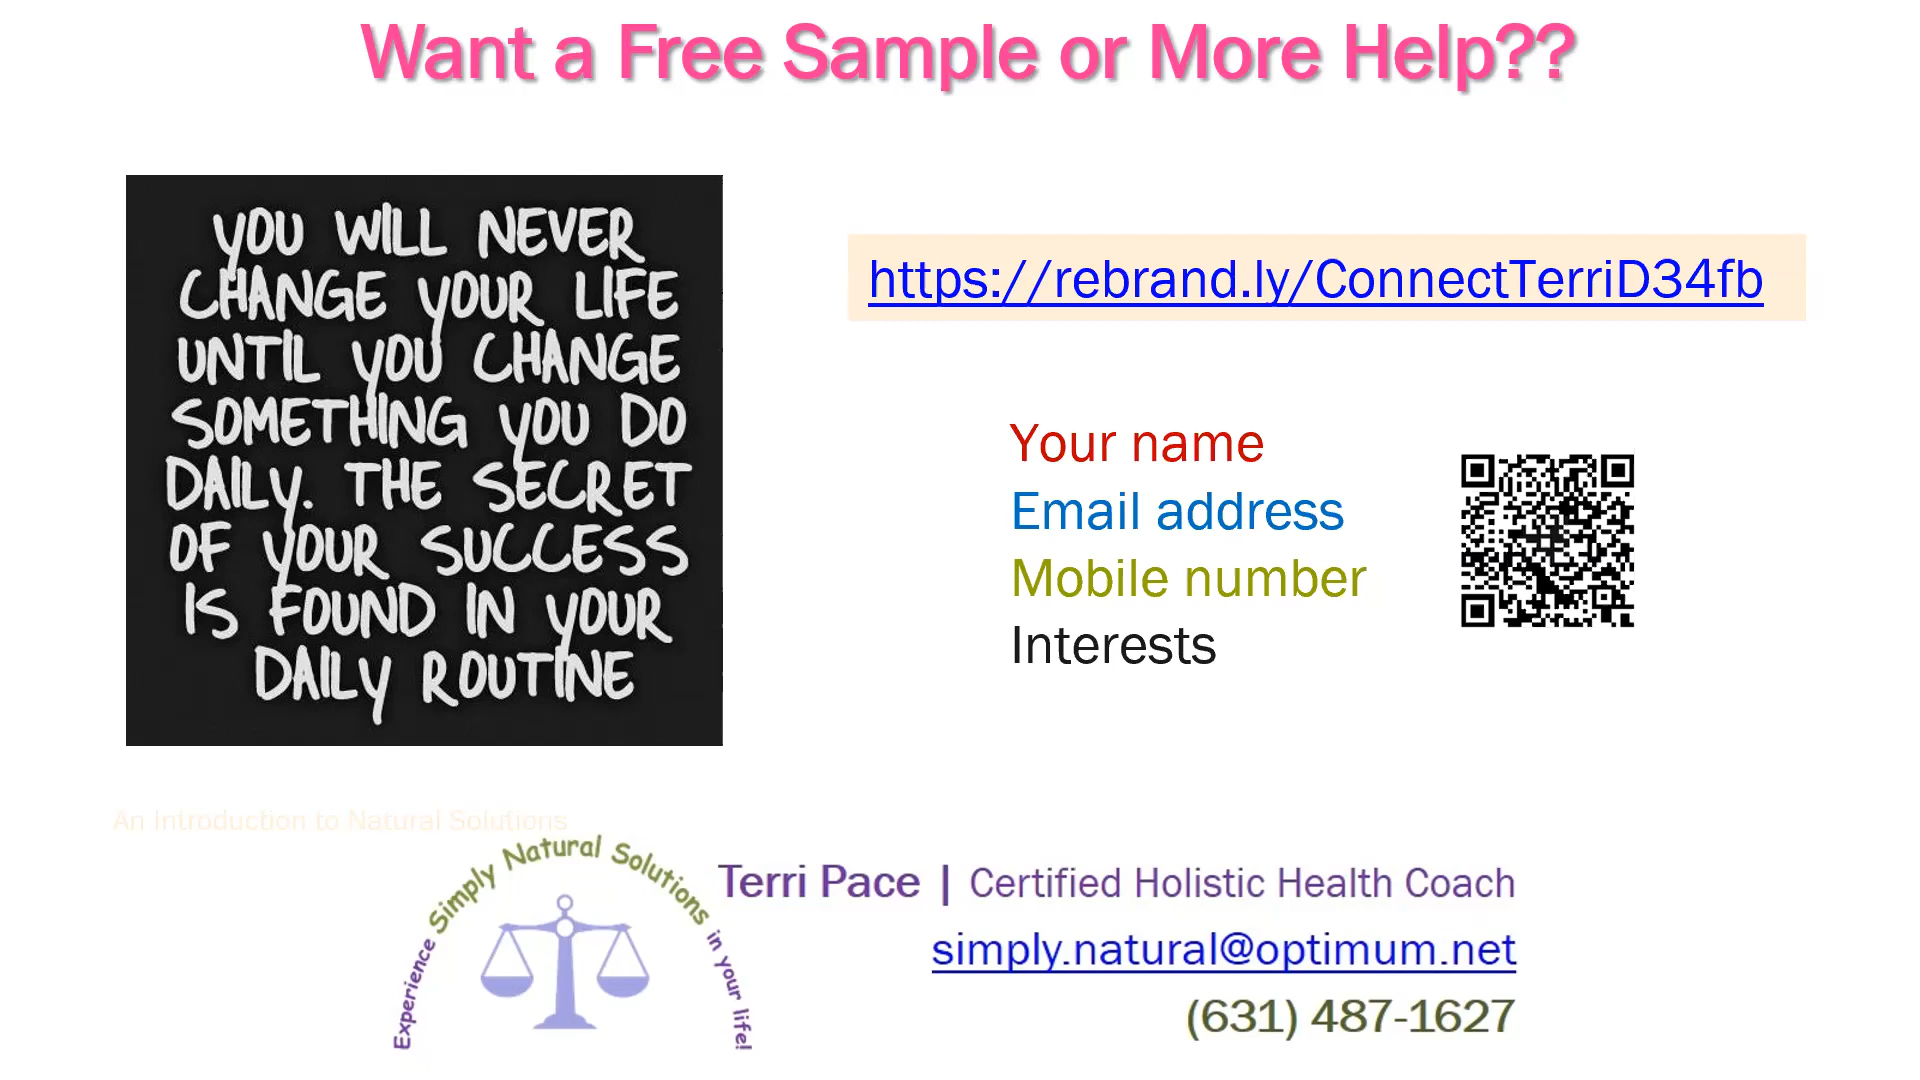 Want a Free Sample or More Help??
YOU WILL NEVER
CHANGE YOUR LIFE
UNTIL YOU CHANGE
SOMETHING YOU DO
DAILY. THE SECRET
OF YOUR SUCCESS
IS FOUND IN YOUR
DAILY ROUTINE
https://rebrand.ly/ConnectTerriD34fb
Your name
Email address
Mobile number
Interests
An Introduction to Natural Solutions
Experience Simply Natural Solutions in your life!
Terri Pace | Certified Holistic Health Coach
simply.natural@optimum.net
(631) 487-1627